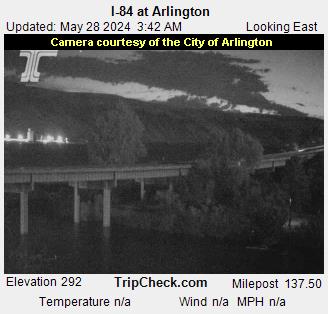 I-84 at Arlington
Updated: May 28 2024 3:42 AM Looking East
Camera courtesy of the City of Arlington
Elevation 292 TripCheck.com Milepost 137.50
Temperature n/a Wind n/a MPH n/a